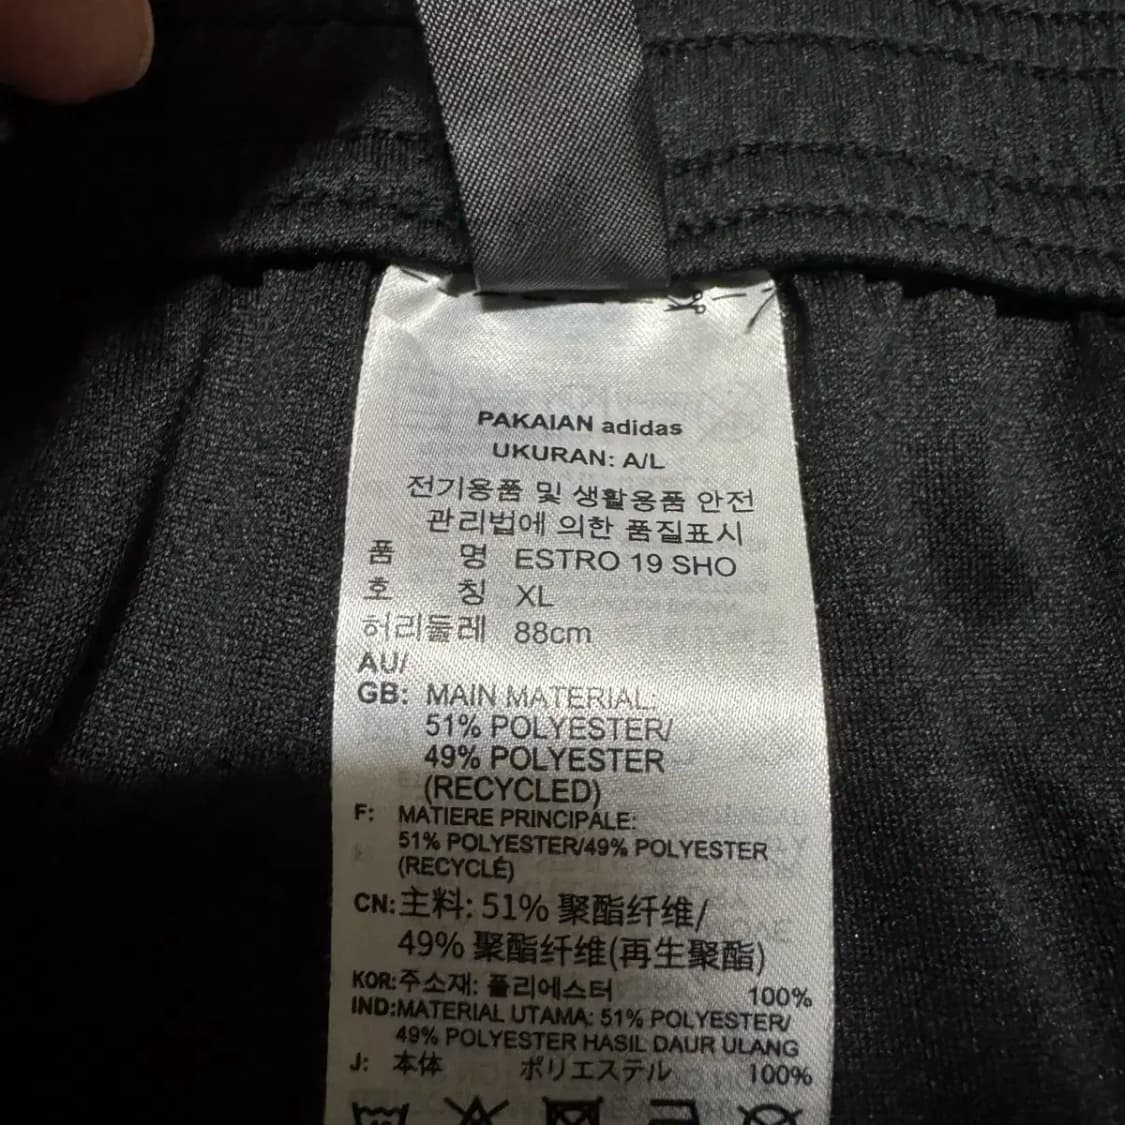 PAKAIAN adidas
UKURAN: A/L
전기용품 및 생활용품 안전
관리법에 의한 품질표시
품 명 ESTRO 19 SHO
호 칭 XL
허리둘레 88cm
AU/
GB: MAIN MATERIAL:
51% POLYESTER/
49% POLYESTER
(RECYCLED)
F: MATIERE PRINCIPALE:
51% POLYESTER/49% POLYESTER
(RECYCLÉ)
CN: 主料: 51% 聚酯纤维/
49% 聚酯纤维(再生聚酯)
KOR: 주소재: 폴리에스터 100%
IND: MATERIAL UTAMA: 51% POLYESTER/
49% POLYESTER HASIL DAUR ULANG
J: 本体 ポリエステル 100%